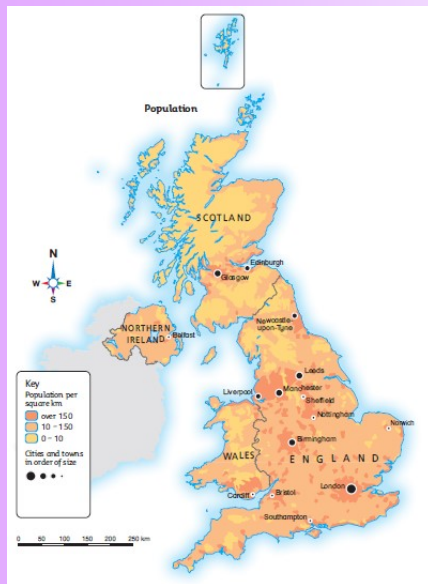 Population
SCOTLAND
Edinburgh
Glasgow
N
W E
S
NORTHERN
IRELAND
Belfast
Newcastle-
upon-Tyne
Leeds
Manchester
Liverpool
Sheffield
Nottingham
Norwich
Birmingham
WALES
ENGLAND
London
Cardiff
Bristol
Southampton
Key
Population per
square km
over 150
10 – 150
0 – 10
Cities and towns
in order of size
0 50 100 150 200 250 km